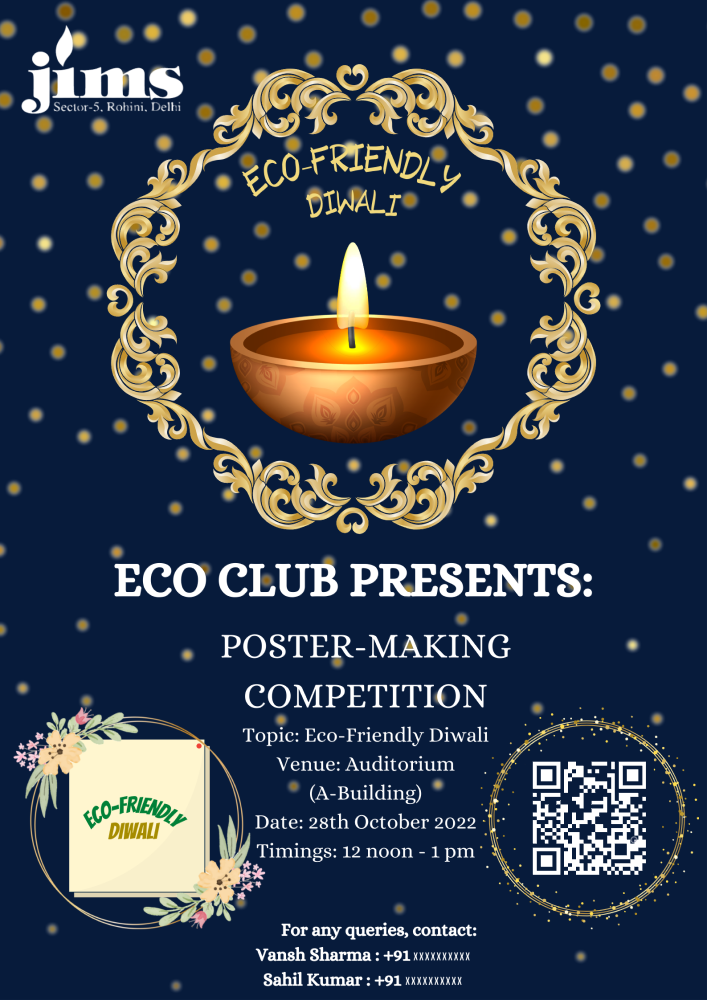 jims
Sector-5, Rohini, Delhi
ECO-FRIENDLY
DIWALI
ECO CLUB PRESENTS:
POSTER-MAKING
COMPETITION
Topic: Eco-Friendly Diwali
Venue: Auditorium
(A-Building)
Date: 28th October 2022
Timings: 12 noon - 1 pm
ECO-FRIENDLY
DIWALI
For any queries, contact:
Vansh Sharma : +91 xxxxxxxxxx
Sahil Kumar : +91 xxxxxxxxxx